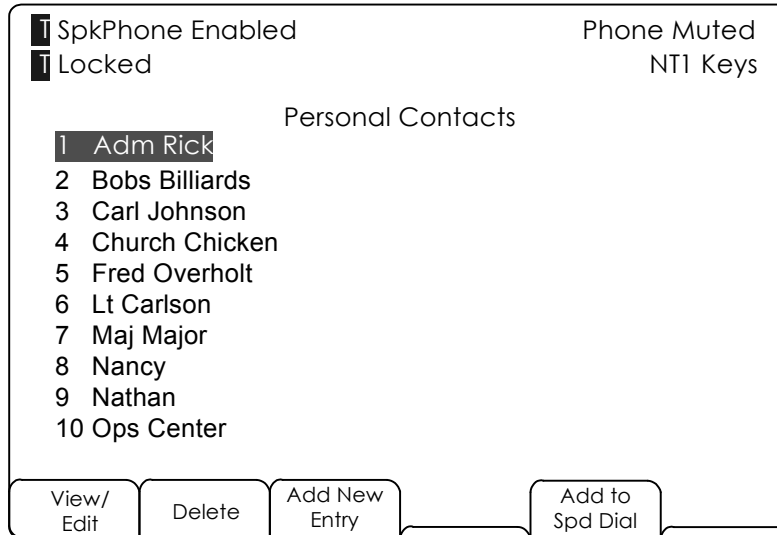 T SpkPhone Enabled Phone Muted
T Locked NT1 Keys
Personal Contacts
1 Adm Rick
2 Bobs Billiards
3 Carl Johnson
4 Church Chicken
5 Fred Overholt
6 Lt Carlson
7 Maj Major
8 Nancy
9 Nathan
10 Ops Center
View/
Edit
Delete
Add New
Entry
Add to
Spd Dial